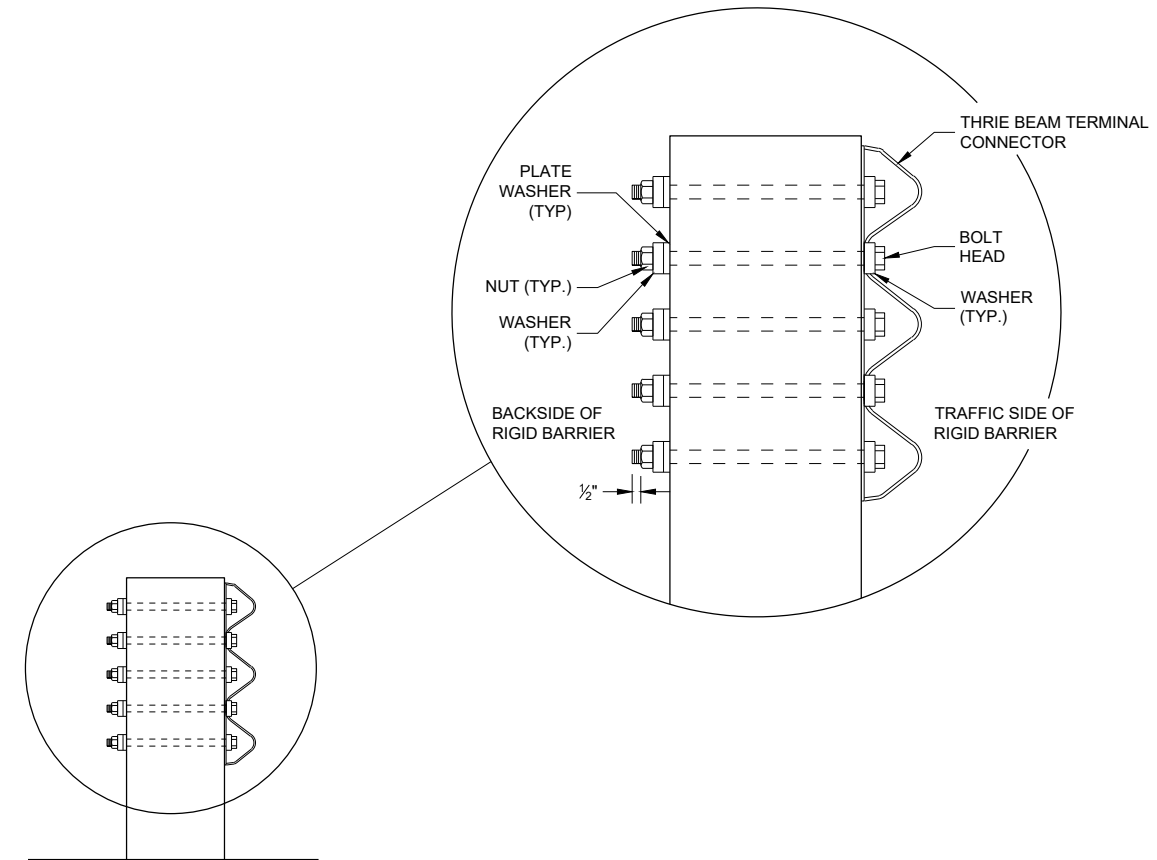 THRIE BEAM TERMINAL
CONNECTOR
PLATE
WASHER
(TYP)
BOLT
HEAD
NUT (TYP.)
WASHER
(TYP.)
WASHER
(TYP.)
BACKSIDE OF
RIGID BARRIER
TRAFFIC SIDE OF
RIGID BARRIER
½"